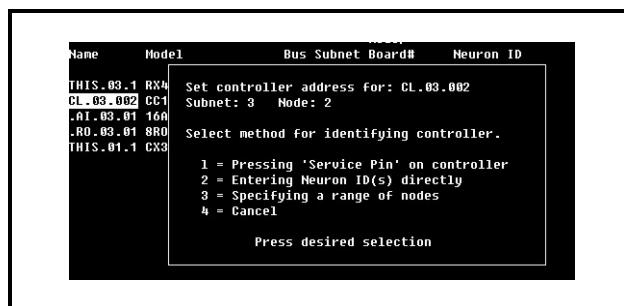 Name Model Bus Subnet Board# Neuron ID
THIS.03.1 RX4
CL.03.002 CC1
.AI.03.01 16A
.RO.03.01 8RO
THIS.01.1 CX3
Set controller address for: CL.03.002
Subnet: 3 Node: 2
Select method for identifying controller.
1 = Pressing 'Service Pin' on controller
2 = Entering Neuron ID(s) directly
3 = Specifying a range of nodes
4 = Cancel
Press desired selection